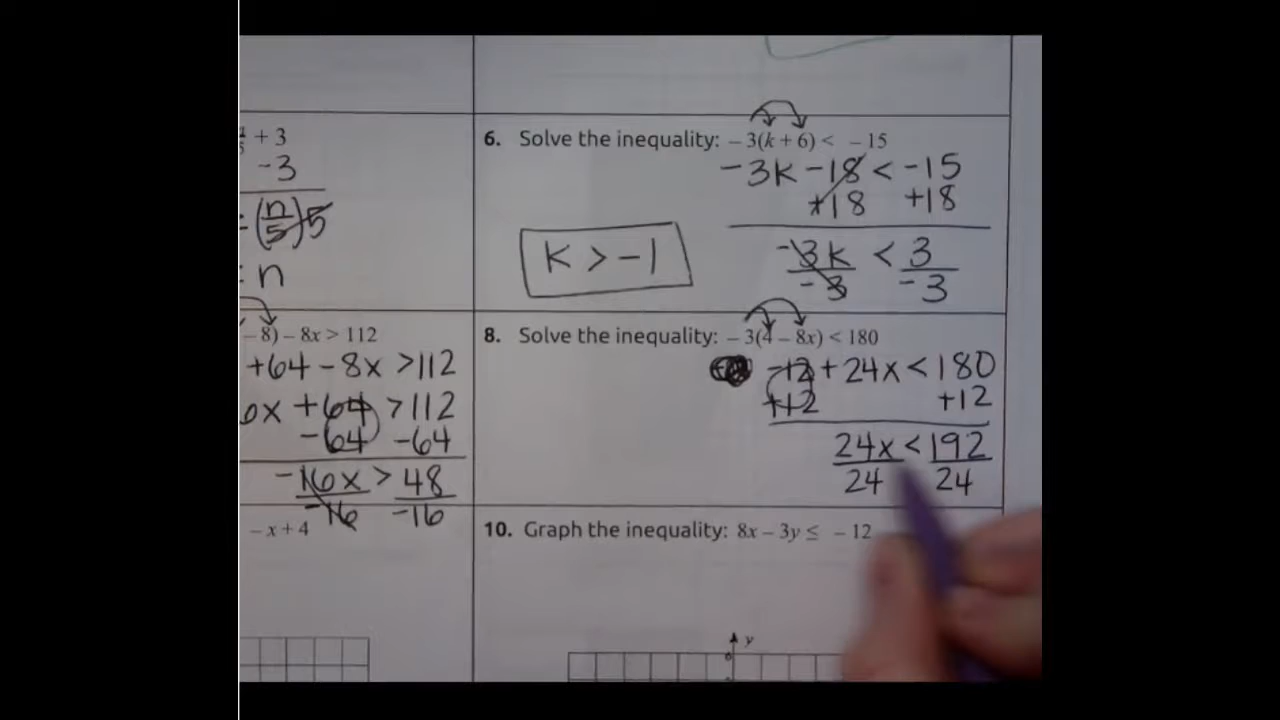 + 3
-3
= (n/5)5
= n
6. Solve the inequality: – 3(k + 6) < – 15
-3k -18 < -15
+18 +18
-3k < 3
-3 -3
k > -1
– 8) – 8x > 112
+64 -8x >112
x +64 >112
-64 -64
-16x > 48
-16 -16
8. Solve the inequality: – 3(4 – 8x) < 180
-12 + 24x < 180
+12 +12
24x < 192
24 24
– x + 4
10. Graph the inequality: 8x – 3y ≤ – 12
y